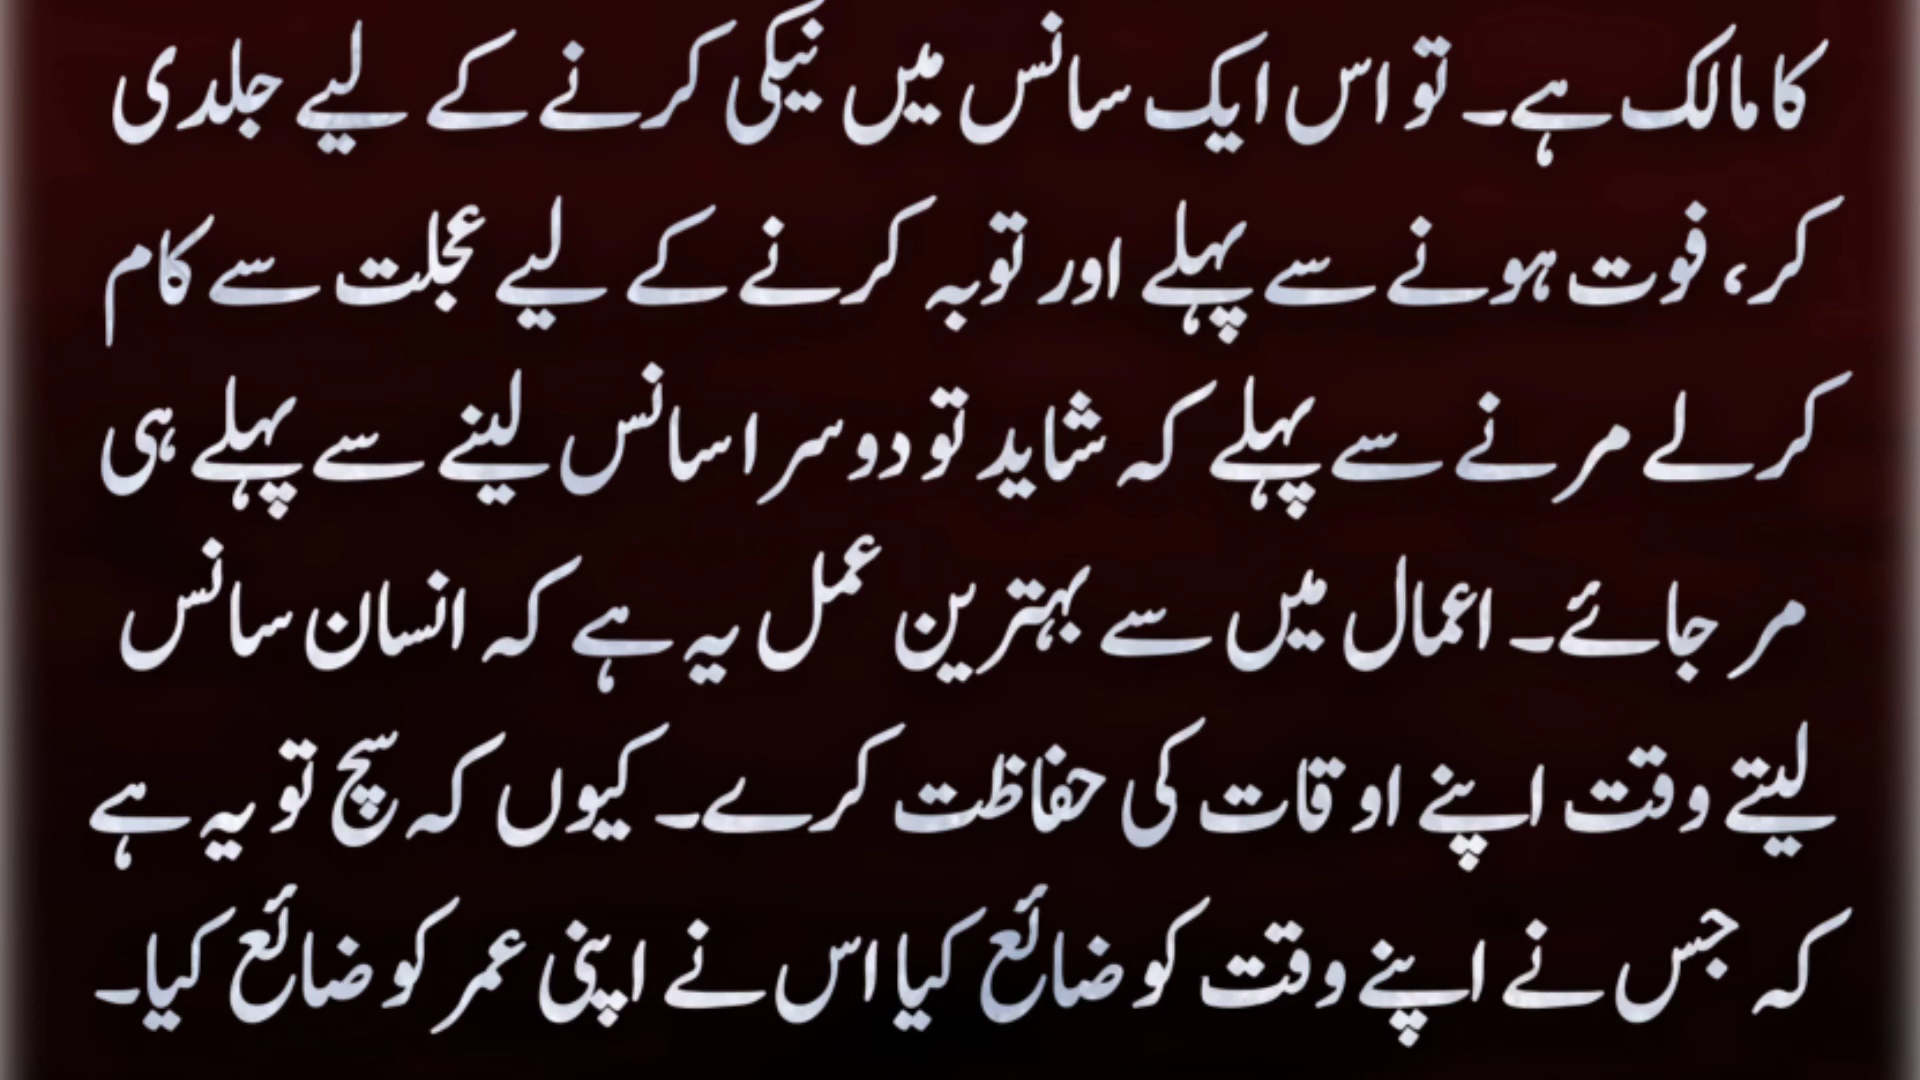 کا مالک ہے۔ تو اس ایک سانس میں نیکی کرنے کے لیے جلدی
کر، فوت ہونے سے پہلے اور توبہ کرنے کے لیے عجلت سے کام
کرلے مرنے سے پہلے کہ شاید تو دوسرا سانس لینے سے پہلے ہی
مر جائے۔ اعمال میں سے بہترین عمل یہ ہے کہ انسان سانس
لیتے وقت اپنے اوقات کی حفاظت کرے۔ کیوں کہ سچ تو یہ ہے
کہ جس نے اپنے وقت کو ضائع کیا اس نے اپنی عمر کو ضائع کیا۔